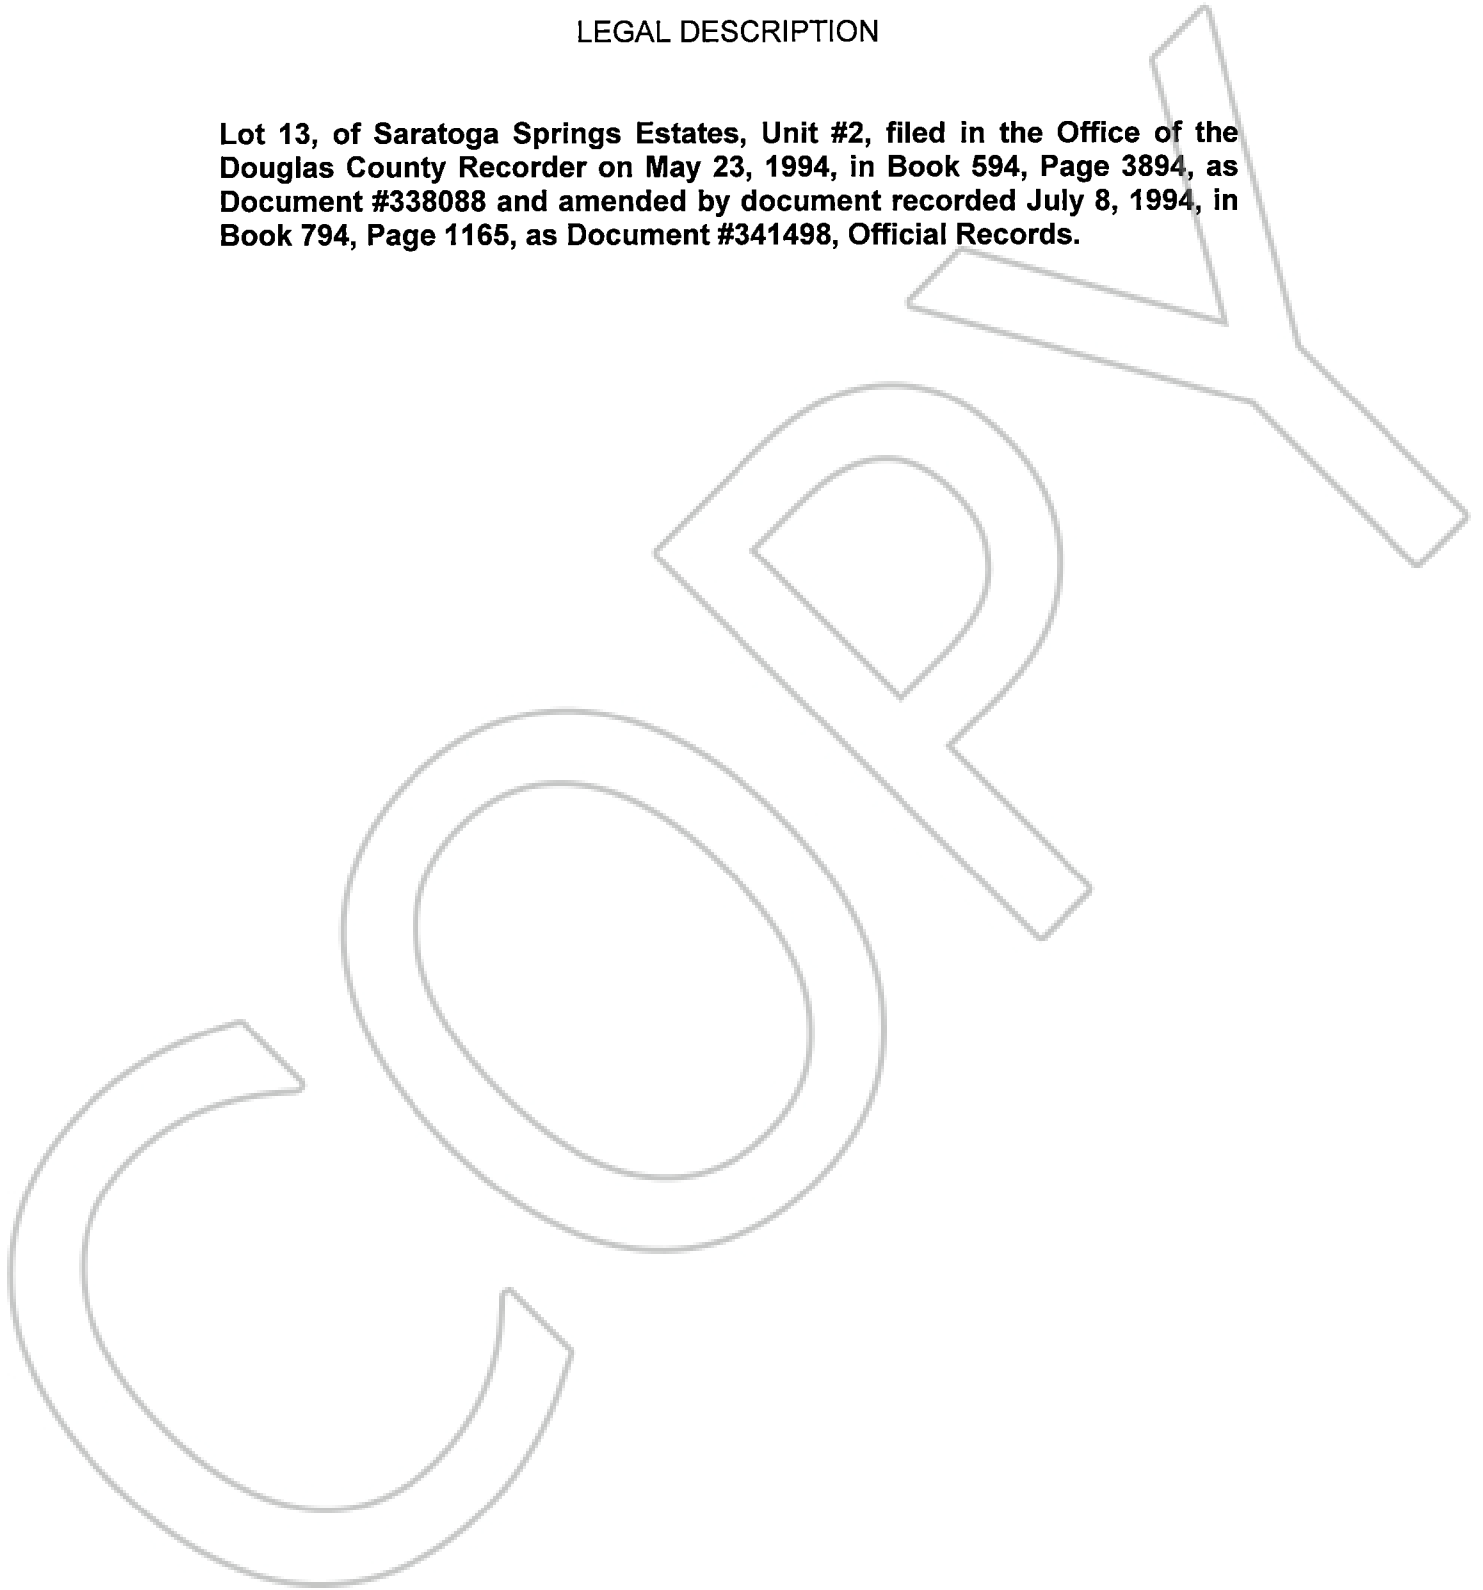 LEGAL DESCRIPTION
Lot 13, of Saratoga Springs Estates, Unit #2, filed in the Office of the
Douglas County Recorder on May 23, 1994, in Book 594, Page 3894, as
Document #338088 and amended by document recorded July 8, 1994, in
Book 794, Page 1165, as Document #341498, Official Records.
COPY